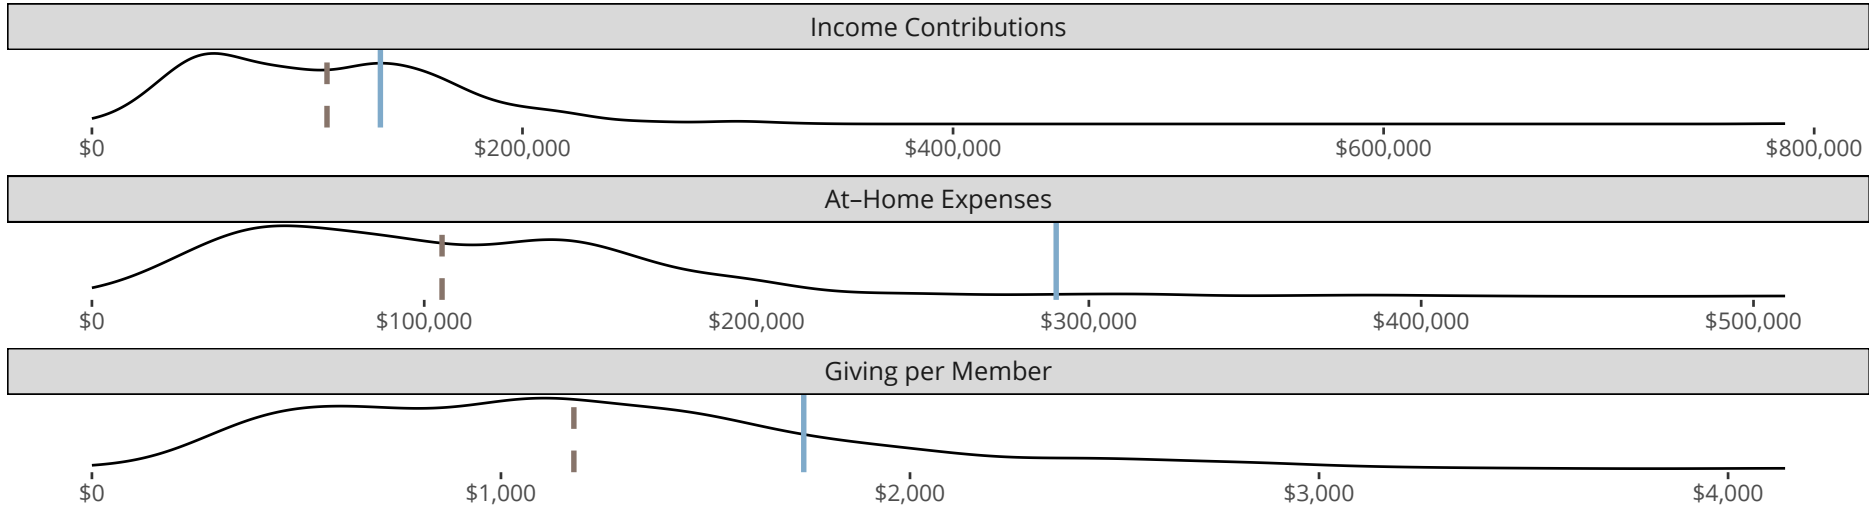 Income Contributions
$0 $200,000 $400,000 $600,000 $800,000
At–Home Expenses
$0 $100,000 $200,000 $300,000 $400,000 $500,000
Giving per Member
$0 $1,000 $2,000 $3,000 $4,000